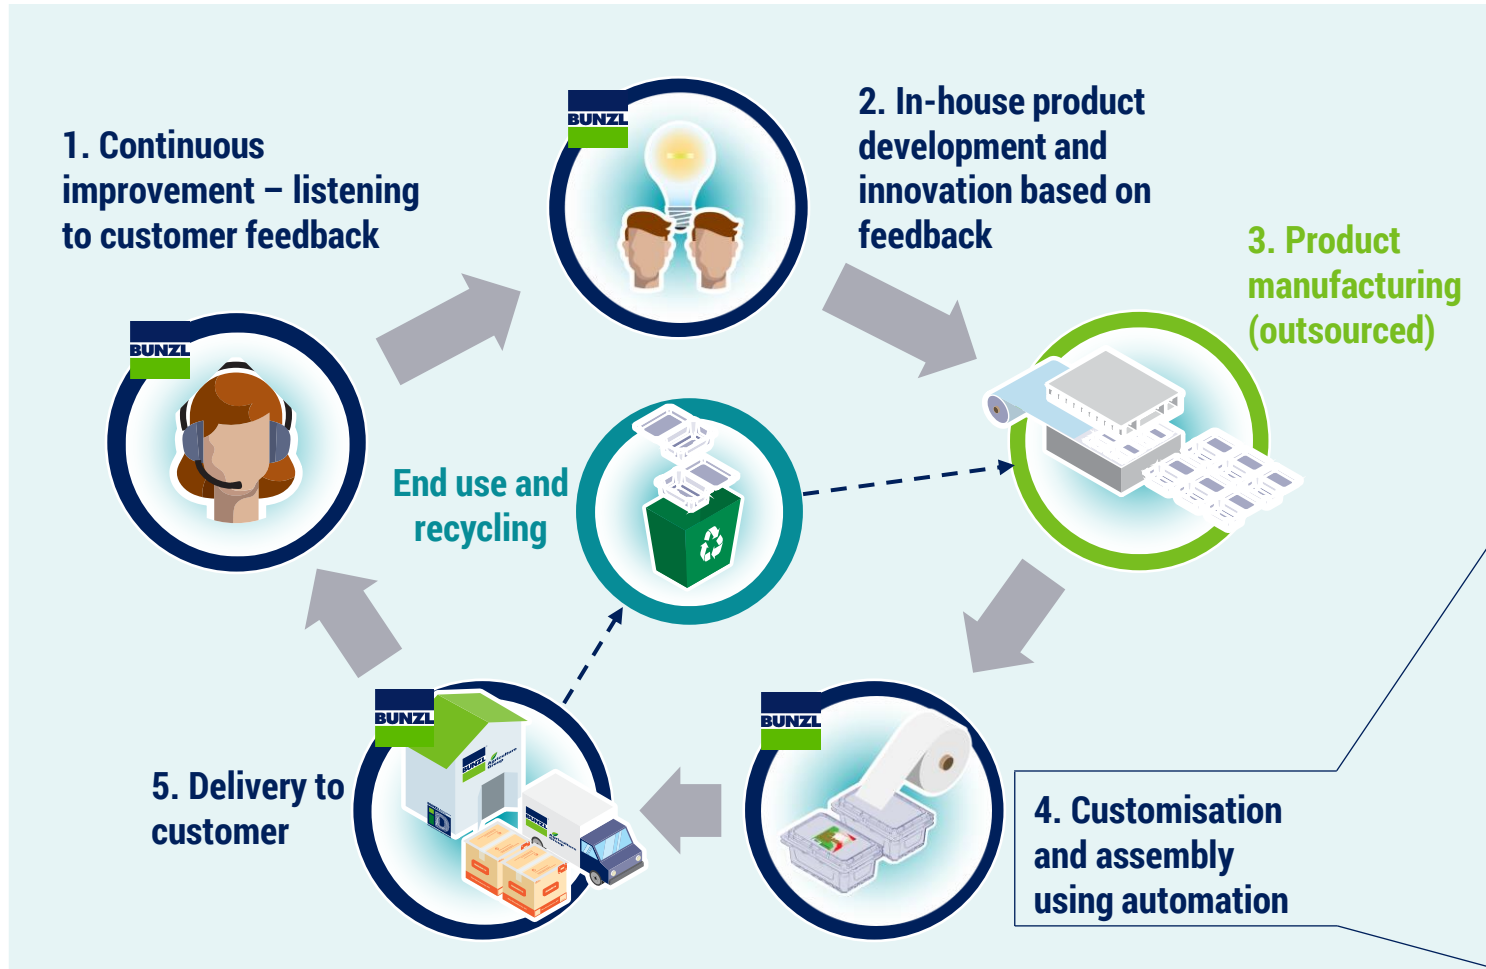 1. Continuous
improvement – listening
to customer feedback
BUNZL
2. In-house product
development and
innovation based on
feedback
3. Product
manufacturing
(outsourced)
BUNZL
End use and
recycling
BUNZL
BUNZL
BUNZL
Agriculture
Group
5. Delivery to
customer
4. Customisation
and assembly
using automation